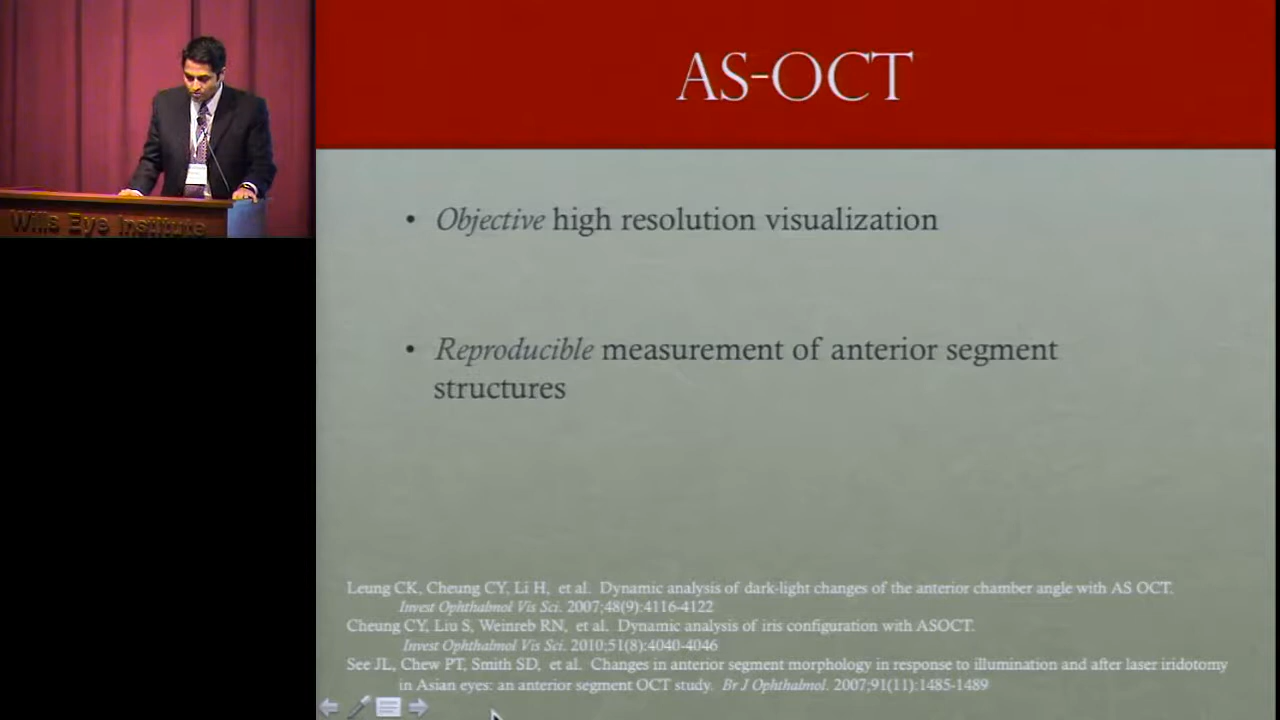 AS-OCT
Wills Eye Institute
• Objective high resolution visualization
• Reproducible measurement of anterior segment
structures
Leung CK, Cheung CY, Li H, et al. Dynamic analysis of dark-light changes of the anterior chamber angle with AS OCT.
Invest Ophthalmol Vis Sci. 2007;48(9):4116-4122
Cheung CY, Liu S, Weinreb RN, et al. Dynamic analysis of iris configuration with ASOCT.
Invest Ophthalmol Vis Sci. 2010;51(8):4040-4046
See JL, Chew PT, Smith SD, et al. Changes in anterior segment morphology in response to illumination and after laser iridotomy
in Asian eyes: an anterior segment OCT study. Br J Ophthalmol. 2007;91(11):1485-1489